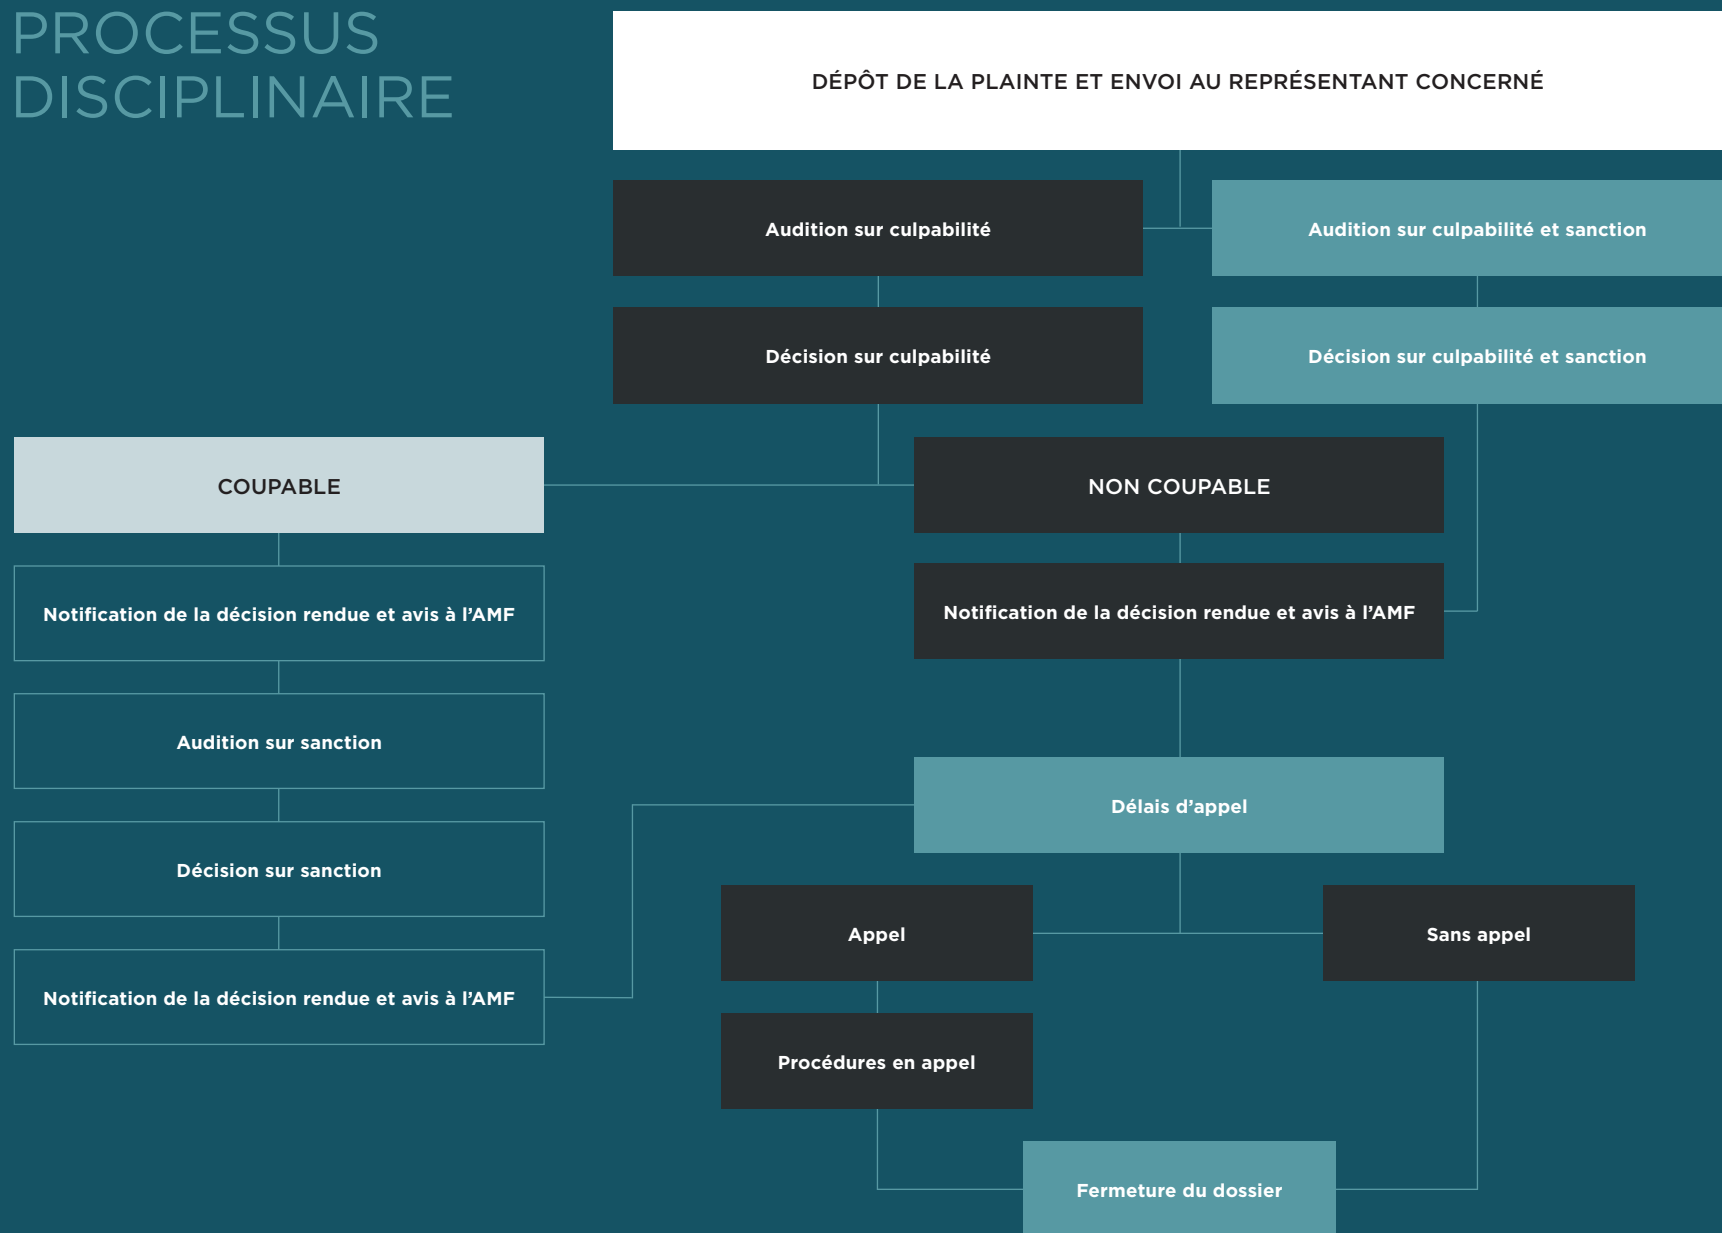 PROCESSUS
DISCIPLINAIRE
DÉPÔT DE LA PLAINTE ET ENVOI AU REPRÉSENTANT CONCERNÉ
Audition sur culpabilité
Audition sur culpabilité et sanction
Décision sur culpabilité
Décision sur culpabilité et sanction
COUPABLE
NON COUPABLE
Notification de la décision rendue et avis à l’AMF
Notification de la décision rendue et avis à l’AMF
Audition sur sanction
Délais d’appel
Décision sur sanction
Appel
Sans appel
Notification de la décision rendue et avis à l’AMF
Procédures en appel
Fermeture du dossier